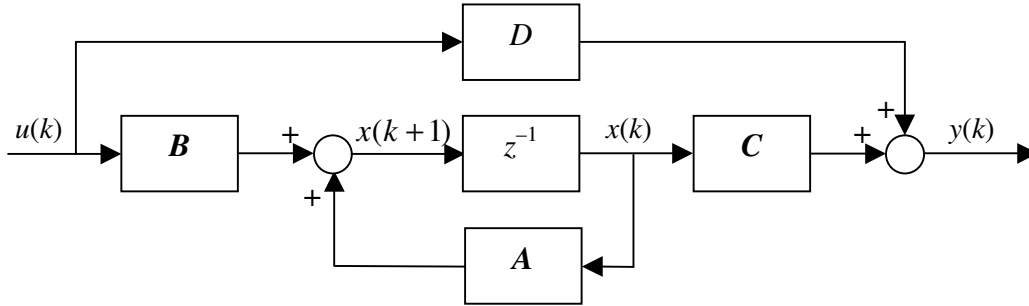 D
+
u(k)
B
+
x(k+1)
z⁻¹
x(k)
C
+
y(k)
+
A